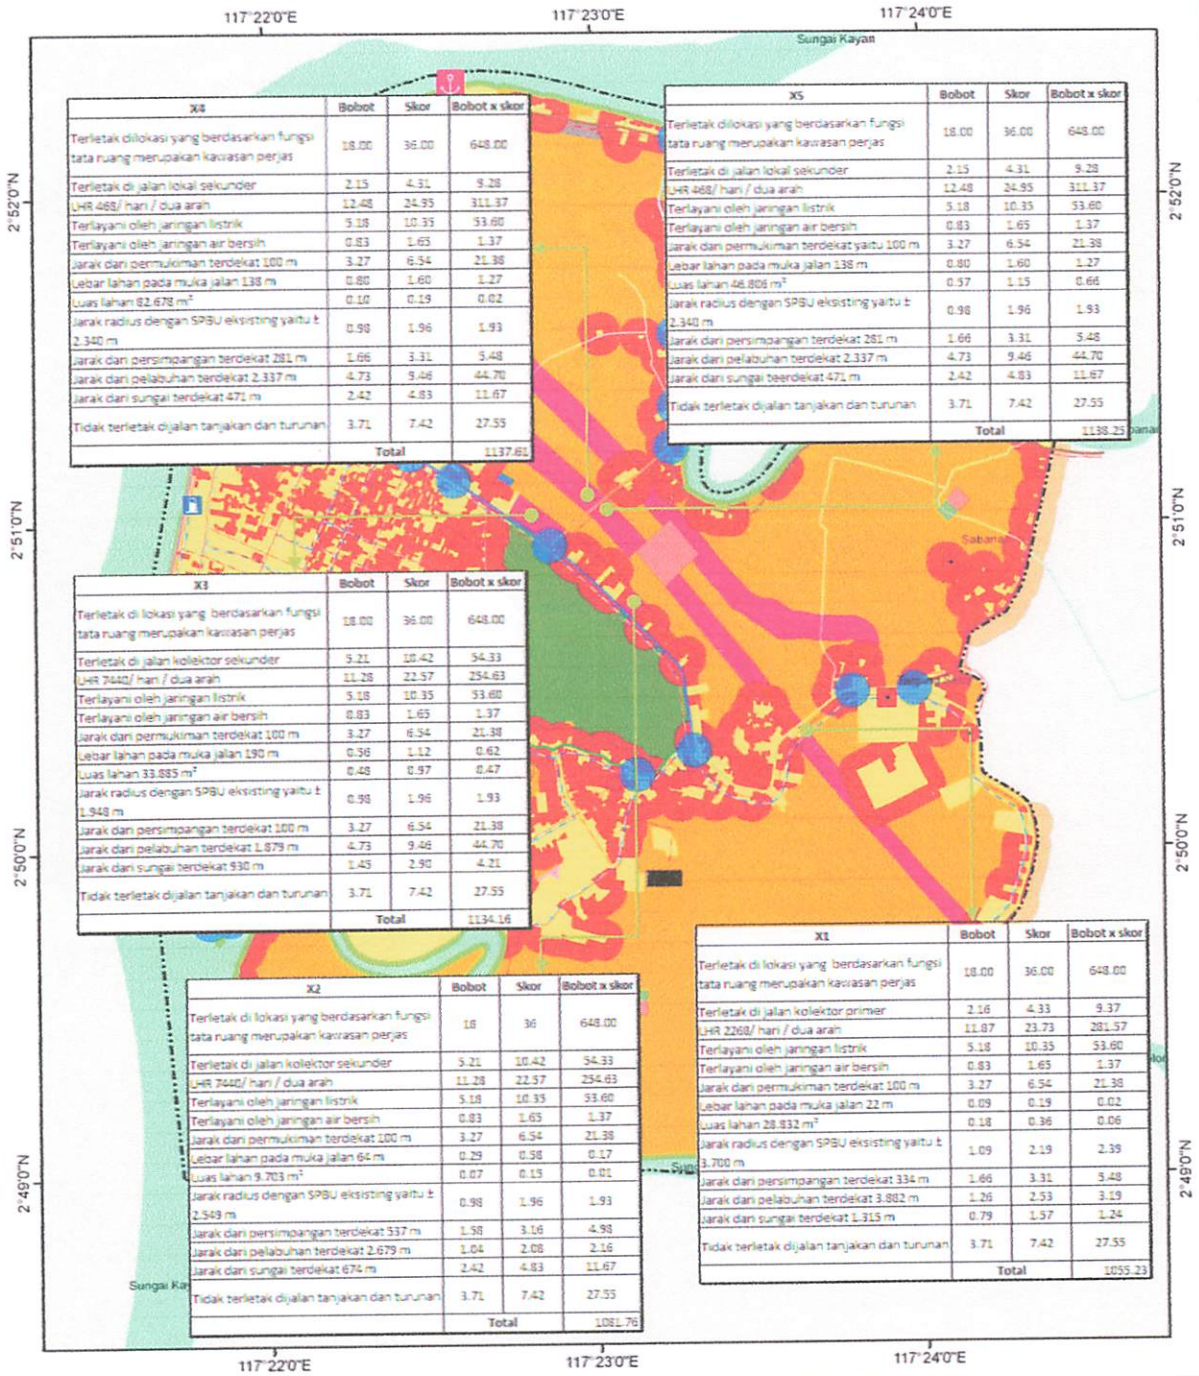 117°22'0"E 117°23'0"E 117°24'0"E
Sungai Kayan
2°52'0"N
2°51'0"N
2°50'0"N
2°49'0"N
X4 Bobot Skor Bobot x skor
Terletak dilokasi yang berdasarkan fungsi
tata ruang merupakan kawasan perjas 18.00 36.00 648.00
Terletak di jalan lokal sekunder 2.15 4.31 9.28
LHR 468/ hari / dua arah 12.48 24.95 311.37
Terlayani oleh jaringan listrik 5.18 10.35 53.60
Terlayani oleh jaringan air bersih 0.83 1.65 1.37
Jarak dari permukiman terdekat 100 m 3.27 6.54 21.38
Lebar lahan pada muka jalan 138 m 0.80 1.60 1.27
Luas lahan 82.678 m² 0.10 0.19 0.02
Jarak radius dengan SPBU eksisting yaitu ±
2.340 m 0.98 1.96 1.93
Jarak dari persimpangan terdekat 281 m 1.66 3.31 5.48
Jarak dari pelabuhan terdekat 2.337 m 4.73 9.46 44.70
Jarak dari sungai terdekat 471 m 2.42 4.83 11.67
Tidak terletak dijalan tanjakan dan turunan 3.71 7.42 27.55
Total 1137.61
X5 Bobot Skor Bobot x skor
Terletak dilokasi yang berdasarkan fungsi
tata ruang merupakan kawasan perjas 18.00 36.00 648.00
Terletak di jalan lokal sekunder 2.15 4.31 9.28
LHR 468/ hari / dua arah 12.48 24.95 311.37
Terlayani oleh jaringan listrik 5.18 10.35 53.60
Terlayani oleh jaringan air bersih 0.83 1.65 1.37
Jarak dari permukiman terdekat yaitu 100 m 3.27 6.54 21.38
Lebar lahan pada muka jalan 138 m 0.80 1.60 1.27
Luas lahan 46.806 m² 0.57 1.15 0.66
Jarak radius dengan SPBU eksisting yaitu ±
2.340 m 0.98 1.96 1.93
Jarak dari persimpangan terdekat 281 m 1.66 3.31 5.48
Jarak dari pelabuhan terdekat 2.337 m 4.73 9.46 44.70
Jarak dari sungai teerdekat 471 m 2.42 4.83 11.67
Tidak terletak dijalan tanjakan dan turunan 3.71 7.42 27.55
Total 1138.25
Sabana
X3 Bobot Skor Bobot x skor
Terletak di lokasi yang berdasarkan fungsi
tata ruang merupakan kawasan perjas 18.00 36.00 648.00
Terletak di jalan kolektor sekunder 5.21 10.42 54.33
LHR 7440/ hari / dua arah 11.28 22.57 254.63
Terlayani oleh jaringan listrik 5.18 10.35 53.60
Terlayani oleh jaringan air bersih 0.83 1.65 1.37
Jarak dari permukiman terdekat 100 m 3.27 6.54 21.38
Lebar lahan pada muka jalan 190 m 0.56 1.12 0.62
Luas lahan 33.885 m² 0.48 0.97 0.47
Jarak radius dengan SPBU eksisting yaitu ±
1.948 m 0.98 1.96 1.93
Jarak dari persimpangan terdekat 100 m 3.27 6.54 21.38
Jarak dari pelabuhan terdekat 1.879 m 4.73 9.46 44.70
Jarak dari sungai terdekat 930 m 1.45 2.90 4.21
Tidak terletak dijalan tanjakan dan turunan 3.71 7.42 27.55
Total 1134.16
X1 Bobot Skor Bobot x skor
Terletak di lokasi yang berdasarkan fungsi
tata ruang merupakan kawasan perjas 18.00 36.00 648.00
Terletak di jalan kolektor primer 2.16 4.33 9.37
LHR 2268/ hari / dua arah 11.87 23.73 281.57
Terlayani oleh jaringan listrik 5.18 10.35 53.60
Terlayani oleh jaringan air bersih 0.83 1.65 1.37
Jarak dari permukiman terdekat 100 m 3.27 6.54 21.38
Lebar lahan pada muka jalan 22 m 0.09 0.19 0.02
Luas lahan 28.832 m² 0.18 0.36 0.06
Jarak radius dengan SPBU eksisting yaitu ±
3.700 m 1.09 2.19 2.39
Jarak dari persimpangan terdekat 334 m 1.66 3.31 5.48
Jarak dari pelabuhan terdekat 3.882 m 1.26 2.53 3.19
Jarak dari sungai terdekat 1.315 m 0.79 1.57 1.24
Tidak terletak dijalan tanjakan dan turunan 3.71 7.42 27.55
Total 1055.23
X2 Bobot Skor Bobot x skor
Terletak di lokasi yang berdasarkan fungsi
tata ruang merupakan kawasan perjas 18 36 648.00
Terletak di jalan kolektor sekunder 5.21 10.42 54.33
LHR 7440/ hari / dua arah 11.28 22.57 254.63
Terlayani oleh jaringan listrik 5.18 10.35 53.60
Terlayani oleh jaringan air bersih 0.83 1.65 1.37
Jarak dari permukiman terdekat 100 m 3.27 6.54 21.38
Lebar lahan pada muka jalan 64 m 0.29 0.58 0.17
Luas lahan 9.703 m² 0.07 0.15 0.01
Jarak radius dengan SPBU eksisting yaitu ±
2.549 m 0.98 1.96 1.93
Jarak dari persimpangan terdekat 537 m 1.58 3.16 4.98
Jarak dari pelabuhan terdekat 2.679 m 1.04 2.08 2.16
Jarak dari sungai terdekat 674 m 2.42 4.83 11.67
Tidak terletak dijalan tanjakan dan turunan 3.71 7.42 27.55
Total 1081.76
Sungai Kay
2°52'0"N
2°51'0"N
2°50'0"N
2°49'0"N
117°22'0"E 117°23'0"E 117°24'0"E